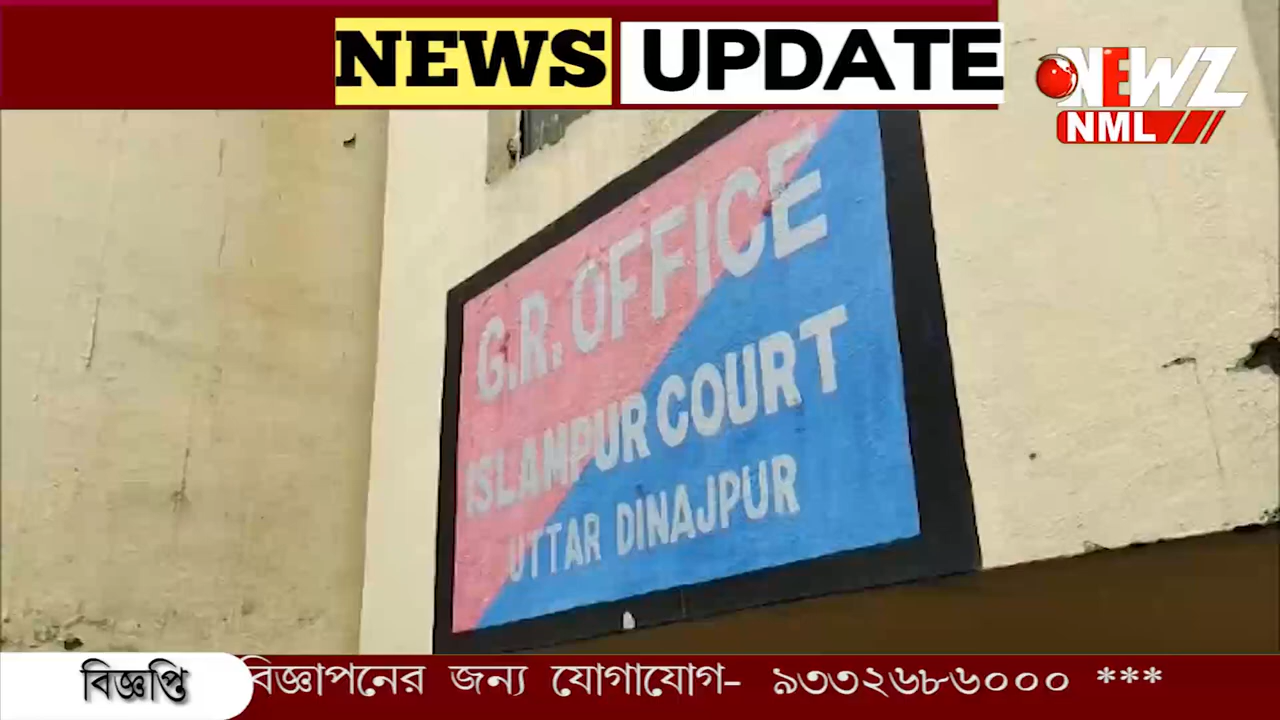 NEWS UPDATE
NEWZ
NML
G.R. OFFICE
ISLAMPUR COURT
UTTAR DINAJPUR
বিজ্ঞপ্তি
বিজ্ঞাপনের জন্য যোগাযোগ- ৯৩৩২৬৮৬০০০ ***